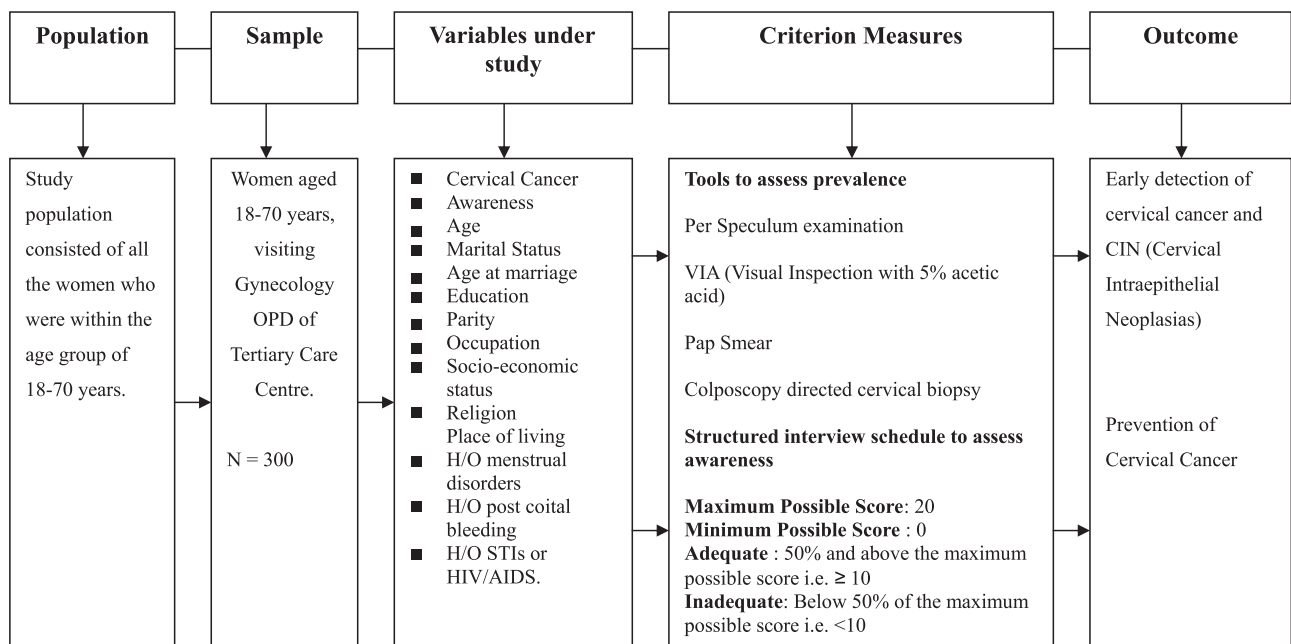 Population
Sample
Variables under
study
Criterion Measures
Outcome
Study
population
consisted of all
the women who
were within the
age group of
18-70 years.
Women aged
18-70 years,
visiting
Gynecology
OPD of
Tertiary Care
Centre.
N = 300
■ Cervical Cancer
■ Awareness
■ Age
■ Marital Status
■ Age at marriage
■ Education
■ Parity
■ Occupation
■ Socio-economic
status
■ Religion
Place of living
■ H/O menstrual
disorders
■ H/O post coital
bleeding
■ H/O STIs or
HIV/AIDS.
Tools to assess prevalence
Per Speculum examination
VIA (Visual Inspection with 5% acetic
acid)
Pap Smear
Colposcopy directed cervical biopsy
Structured interview schedule to assess
awareness
Maximum Possible Score: 20
Minimum Possible Score : 0
Adequate : 50% and above the maximum
possible score i.e. ≥ 10
Inadequate: Below 50% of the maximum
possible score i.e. <10
Early detection of
cervical cancer and
CIN (Cervical
Intraepithelial
Neoplasias)
Prevention of
Cervical Cancer